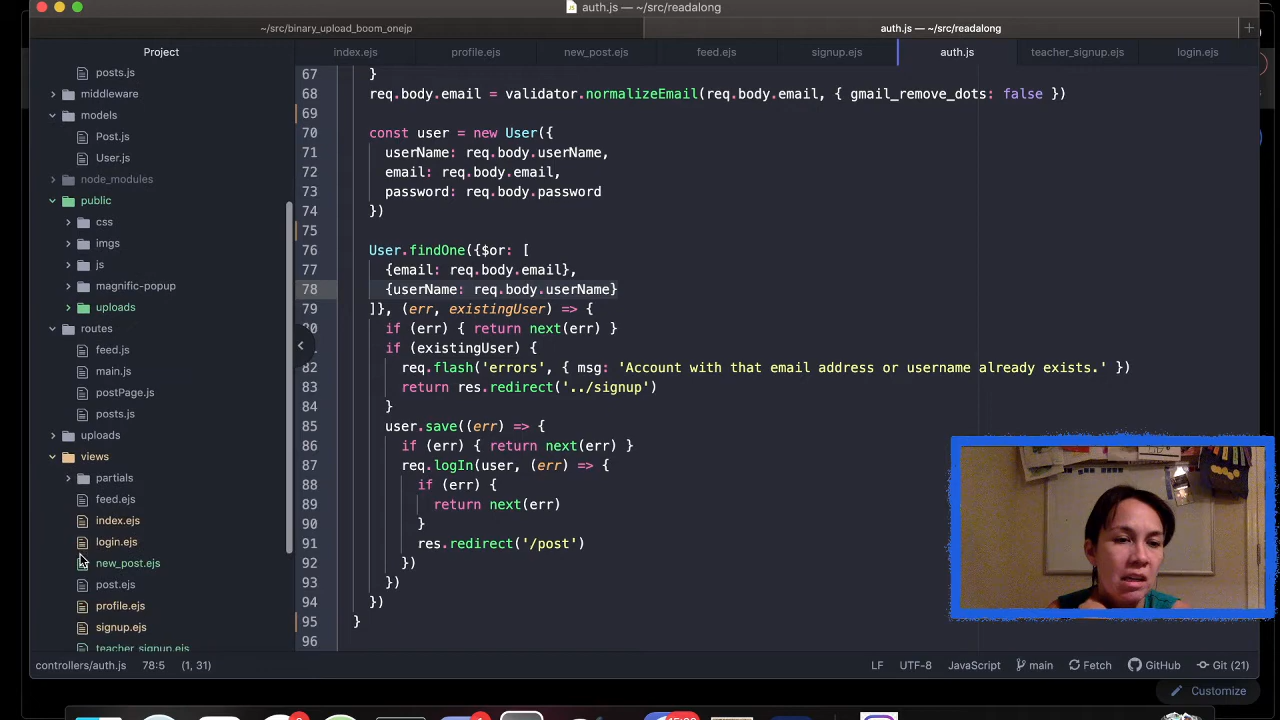 auth.js — ~/src/readalong
~/src/binary_upload_boom_onejp
auth.js — ~/src/readalong
Project
index.ejs
profile.ejs
new_post.ejs
feed.ejs
signup.ejs
auth.js
teacher_signup.ejs
login.ejs
posts.js
middleware
models
Post.js
User.js
node_modules
public
css
imgs
js
magnific-popup
uploads
routes
feed.js
main.js
postPage.js
posts.js
uploads
views
partials
feed.ejs
index.ejs
login.ejs
new_post.ejs
post.ejs
profile.ejs
signup.ejs
teacher_signup.ejs
67 }
68 req.body.email = validator.normalizeEmail(req.body.email, { gmail_remove_dots: false })
69
70 const user = new User({
71 userName: req.body.userName,
72 email: req.body.email,
73 password: req.body.password
74 })
75
76 User.findOne({$or: [
77 {email: req.body.email},
78 {userName: req.body.userName}
79 ]}, (err, existingUser) => {
80 if (err) { return next(err) }
if (existingUser) {
82 req.flash('errors', { msg: 'Account with that email address or username already exists.' })
83 return res.redirect('../signup')
84 }
85 user.save((err) => {
86 if (err) { return next(err) }
87 req.logIn(user, (err) => {
88 if (err) {
89 return next(err)
90 }
91 res.redirect('/post')
92 })
93 })
94 })
95 }
96
controllers/auth.js 78:5 (1, 31)
LF UTF-8 JavaScript main Fetch GitHub Git (21)
Customize